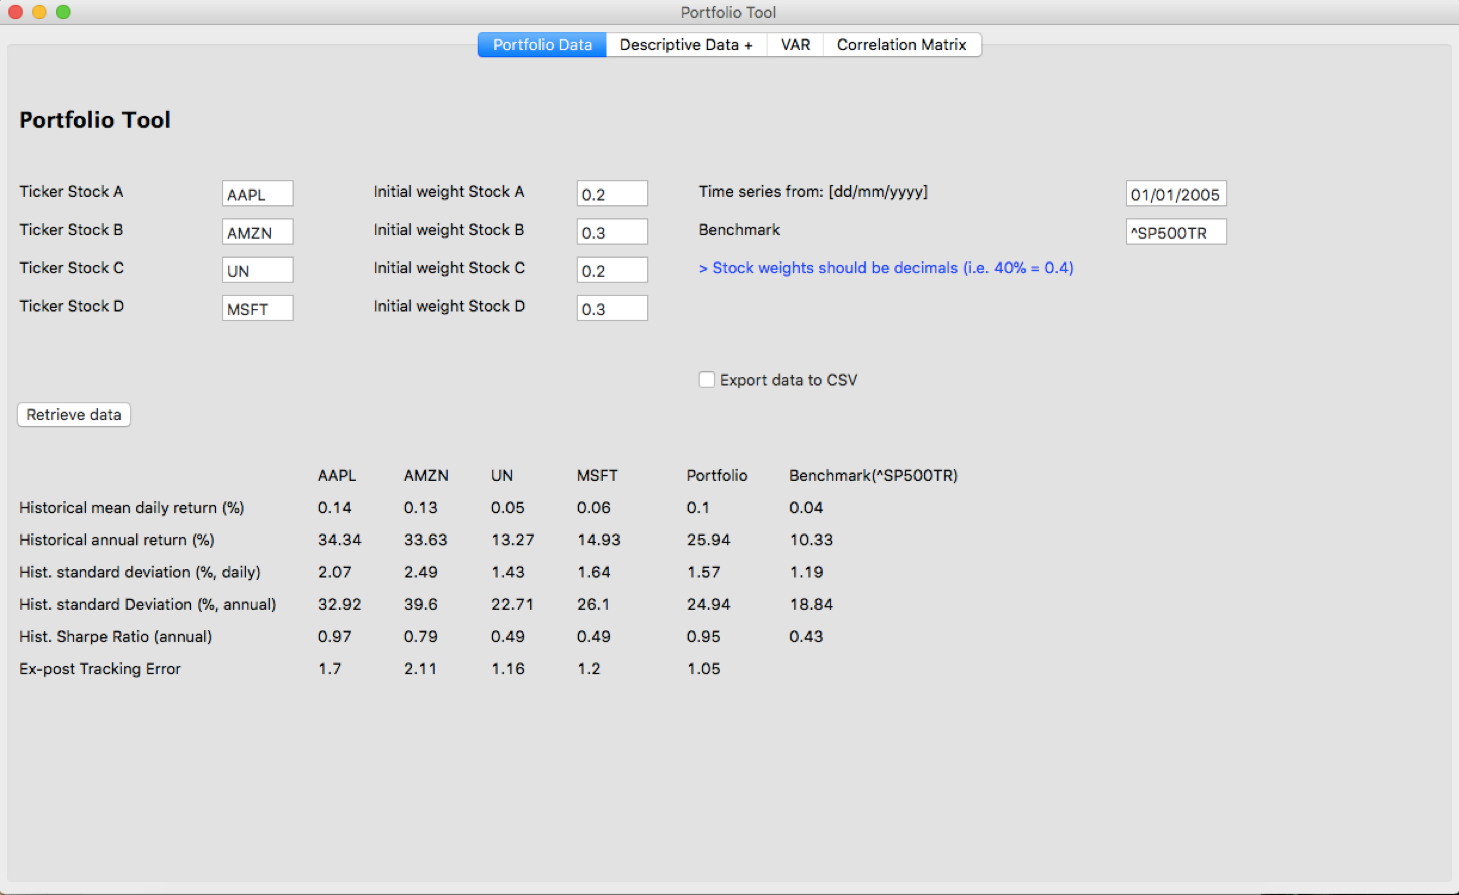 Portfolio Tool
Portfolio Data Descriptive Data + VAR Correlation Matrix
Portfolio Tool
Ticker Stock A AAPL Initial weight Stock A 0.2 Time series from: [dd/mm/yyyy] 01/01/2005
Ticker Stock B AMZN Initial weight Stock B 0.3 Benchmark ^SP500TR
Ticker Stock C UN Initial weight Stock C 0.2 > Stock weights should be decimals (i.e. 40% = 0.4)
Ticker Stock D MSFT Initial weight Stock D 0.3
Export data to CSV
Retrieve data
AAPL AMZN UN MSFT Portfolio Benchmark(^SP500TR)
Historical mean daily return (%) 0.14 0.13 0.05 0.06 0.1 0.04
Historical annual return (%) 34.34 33.63 13.27 14.93 25.94 10.33
Hist. standard deviation (%, daily) 2.07 2.49 1.43 1.64 1.57 1.19
Hist. standard Deviation (%, annual) 32.92 39.6 22.71 26.1 24.94 18.84
Hist. Sharpe Ratio (annual) 0.97 0.79 0.49 0.49 0.95 0.43
Ex-post Tracking Error 1.7 2.11 1.16 1.2 1.05